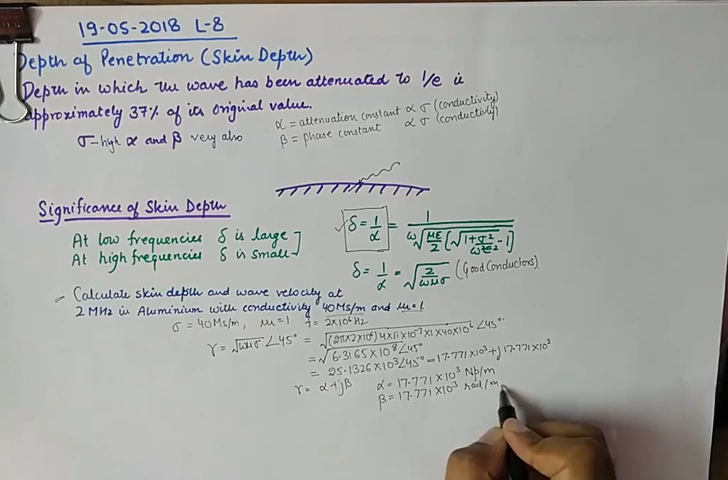 19-05-2018 L-8
Depth of Penetration (Skin Depth)
Depth in which the wave has been attenuated to 1/e i.e
approximately 37% of its original value.
σ-high α and β very also
α = attenuation constant α σ (conductivity)
β = phase constant α σ (conductivity)
Significance of Skin Depth
At low frequencies δ is large
At high frequencies δ is small
δ = 1/α = 1/(ω√(με/2 [√(1+σ²/ω²ε²) -1]))
δ = 1/α = √(2/ωμσ) (Good Conductors)
Calculate skin depth and wave velocity at
2 MHz in Aluminium with conductivity 40 Ms/m and μr=1
σ = 40 Ms/m, μr=1 f = 2×10⁶ Hz
γ = √ωμσ ∠45° = √(2π×2×10⁶) 4π×10⁻⁷×1×40×10⁶ ∠45°
= √6.3165×10⁸ ∠45°
= 25.1326×10³ ∠45° = 17.771×10³ + j 17.771×10³
γ = α+jβ α = 17.771×10³ Np/m
β = 17.771×10³ rad/m